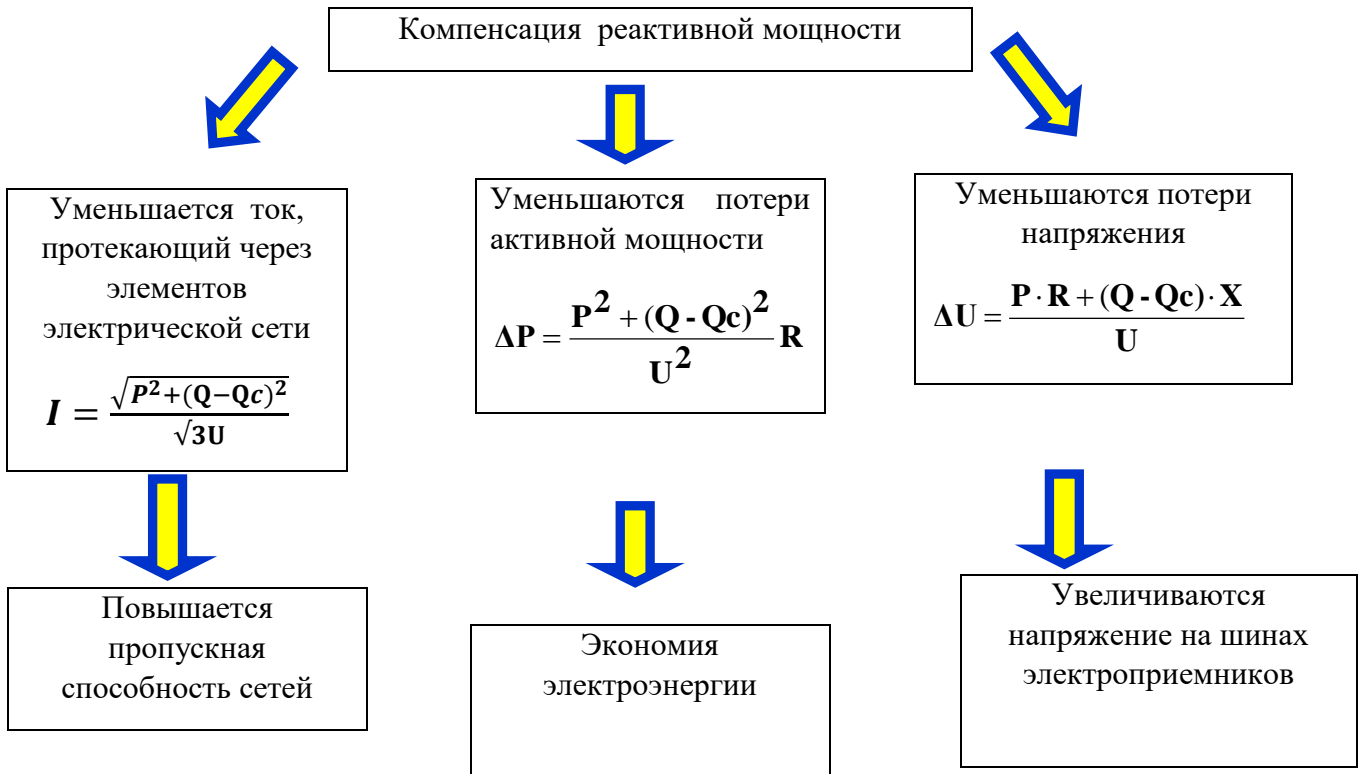 Компенсация реактивной мощности
Уменьшается ток,
протекающий через
элементов
электрической сети
I = √P²+(Q−Qc)² / √3U
Уменьшаются потери
активной мощности
ΔP = P² + (Q - Qc)² / U² R
Уменьшаются потери
напряжения
ΔU = P · R + (Q - Qc) · X / U
Повышается
пропускная
способность сетей
Экономия
электроэнергии
Увеличиваются
напряжение на шинах
электроприемников